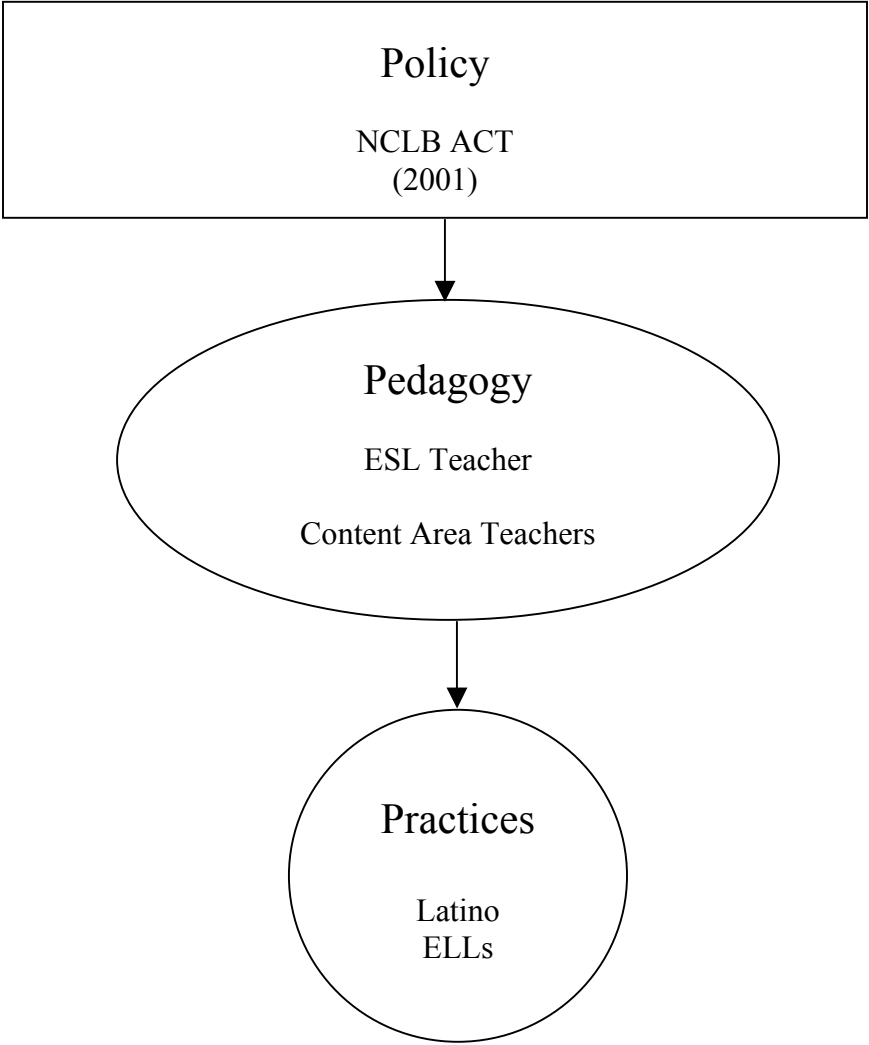 Policy
NCLB ACT
(2001)
Pedagogy
ESL Teacher
Content Area Teachers
Practices
Latino
ELLs